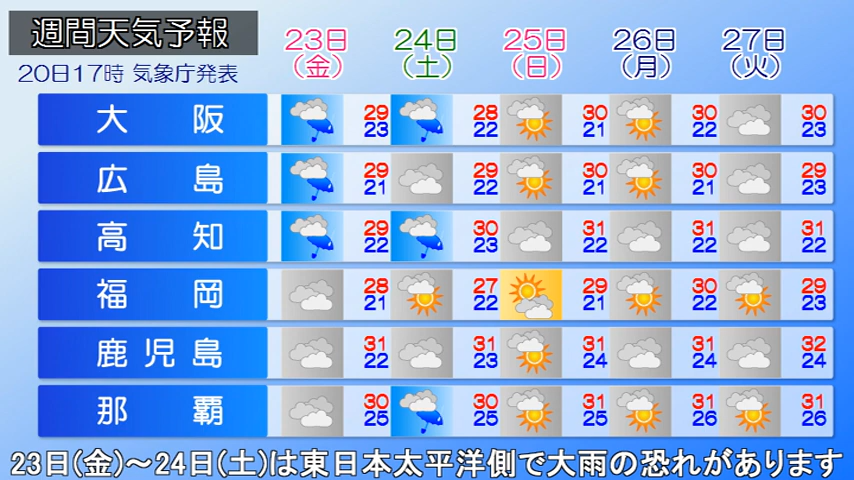 週間天気予報
20日17時 気象庁発表
23日 24日 25日 26日 27日
(金) (土) (日) (月) (火)
大阪 29 28 30 30 30
23 22 21 22 23
広島 29 29 30 30 29
21 22 21 21 23
高知 29 30 31 31 31
22 23 22 22 22
福岡 28 27 29 30 29
21 22 21 22 23
鹿児島 31 31 31 31 32
22 23 24 24 24
那覇 30 30 31 31 31
25 25 25 26 26
23日(金)～24日(土)は東日本太平洋側で大雨の恐れがあります